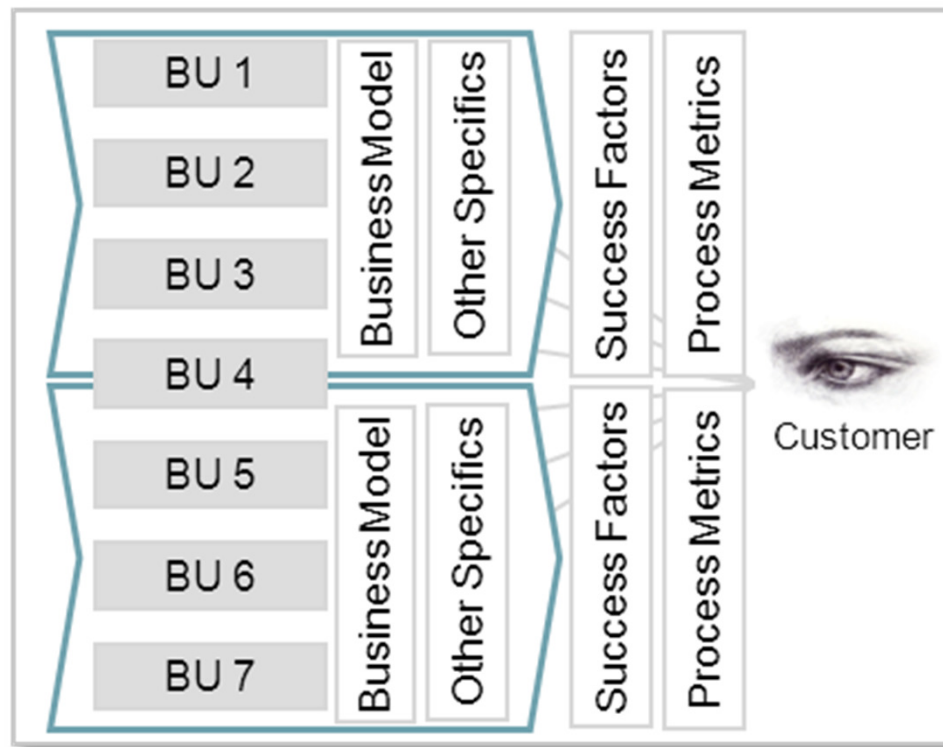 BU 1
BU 2
BU 3
BU 4
BU 5
BU 6
BU 7
Business Model
Other Specifics
Success Factors
Process Metrics
Business Model
Other Specifics
Success Factors
Process Metrics
Customer